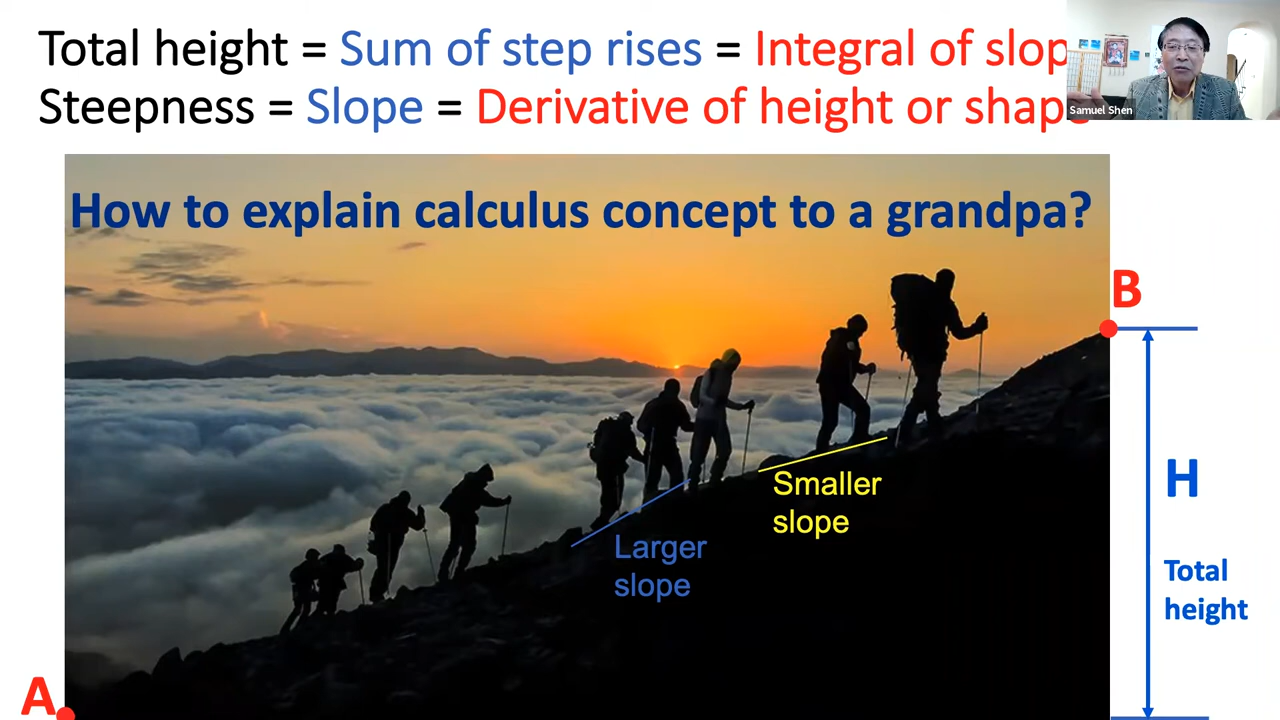 Total height = Sum of step rises = Integral of slop
Steepness = Slope = Derivative of height or shape
Samuel Shen
How to explain calculus concept to a grandpa?
B
Smaller
slope
H
Larger
slope
Total
height
A